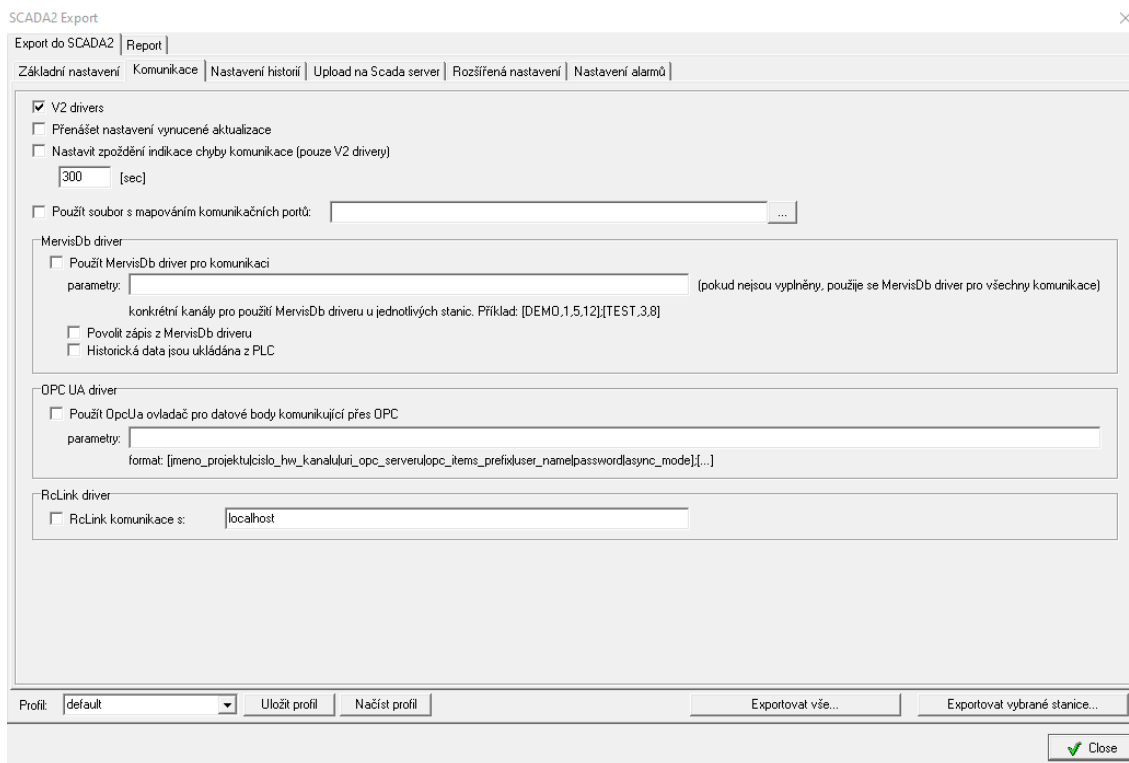 SCADA2 Export
Export do SCADA2 Report
Základní nastavení Komunikace Nastavení historií Upload na Scada server Rozšířená nastavení Nastavení alarmů
V2 drivers
Přenášet nastavení vynucené aktualizace
Nastavit zpoždění indikace chyby komunikace (pouze V2 drivery)
300 [sec]
Použít soubor s mapováním komunikačních portů: ...
MervisDb driver
Použít MervisDb driver pro komunikaci
parametry: (pokud nejsou vyplněny, použije se MervisDb driver pro všechny komunikace)
konkrétní kanály pro použití MervisDb driveru u jednotlivých stanic. Příklad: [DEMO,1,5,12];[TEST,3,8]
Povolit zápis z MervisDb driveru
Historická data jsou ukládána z PLC
OPC UA driver
Použít OpcUa ovladač pro datové body komunikující přes OPC
parametry:
format: [jmeno_projektu|cislo_hw_kanalu|uri_opc_serveru|opc_items_prefix|user_name|password|async_mode];[...]
RcLink driver
RcLink komunikace s: localhost
Profil: default Uložit profil Načíst profil Exportovat vše... Exportovat vybrané stanice...
Close